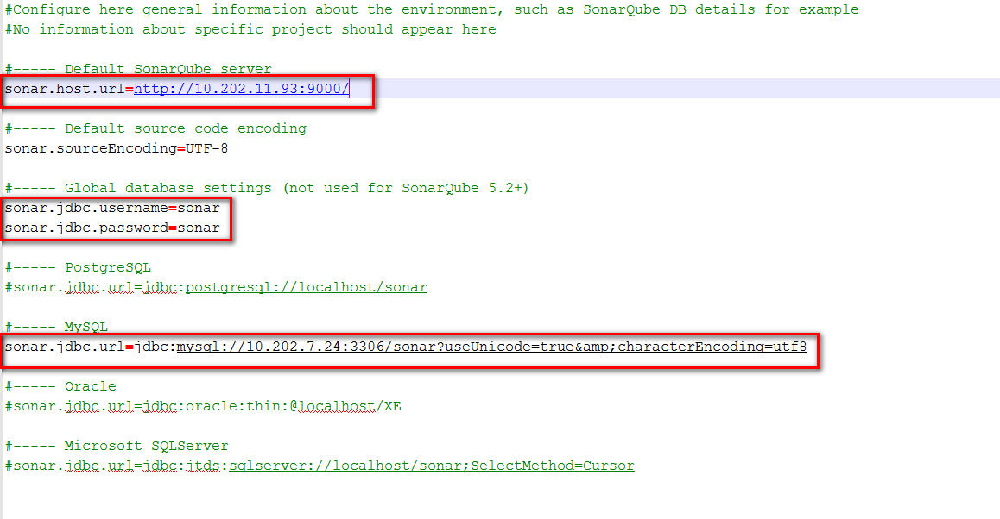 #Configure here general information about the environment, such as SonarQube DB details for example
#No information about specific project should appear here
#----- Default SonarQube server
sonar.host.url=http://10.202.11.93:9000/
#----- Default source code encoding
sonar.sourceEncoding=UTF-8
#----- Global database settings (not used for SonarQube 5.2+)
sonar.jdbc.username=sonar
sonar.jdbc.password=sonar
#----- PostgreSQL
#sonar.jdbc.url=jdbc:postgresql://localhost/sonar
#----- MySQL
sonar.jdbc.url=jdbc:mysql://10.202.7.24:3306/sonar?useUnicode=true&amp;characterEncoding=utf8
#----- Oracle
#sonar.jdbc.url=jdbc:oracle:thin:@localhost/XE
#----- Microsoft SQLServer
#sonar.jdbc.url=jdbc:jtds:sqlserver://localhost/sonar;SelectMethod=Cursor